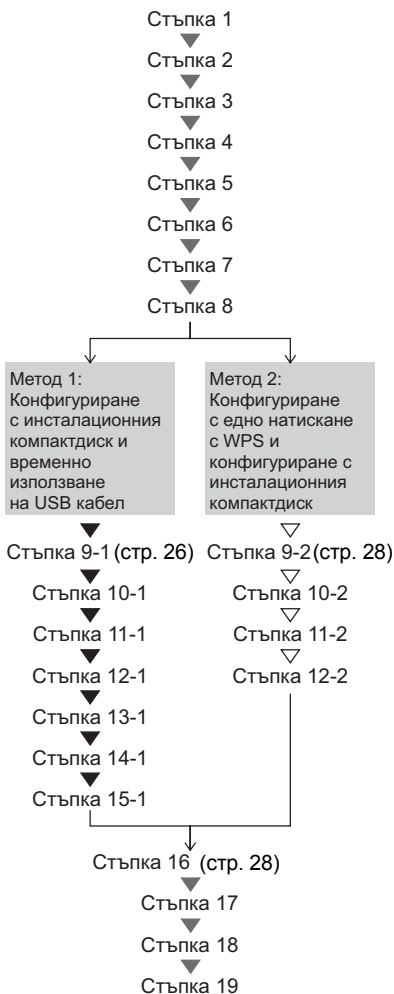 Стъпка 1
Стъпка 2
Стъпка 3
Стъпка 4
Стъпка 5
Стъпка 6
Стъпка 7
Стъпка 8
Метод 1:
Конфигуриране
с инсталационния
компактдиск и
временно
използване
на USB кабел
Стъпка 9-1 (стр. 26)
Стъпка 10-1
Стъпка 11-1
Стъпка 12-1
Стъпка 13-1
Стъпка 14-1
Стъпка 15-1
Метод 2:
Конфигуриране
с едно натискане
с WPS и
конфигуриране с
инсталационния
компактдиск
Стъпка 9-2 (стр. 28)
Стъпка 10-2
Стъпка 11-2
Стъпка 12-2
Стъпка 16 (стр. 28)
Стъпка 17
Стъпка 18
Стъпка 19